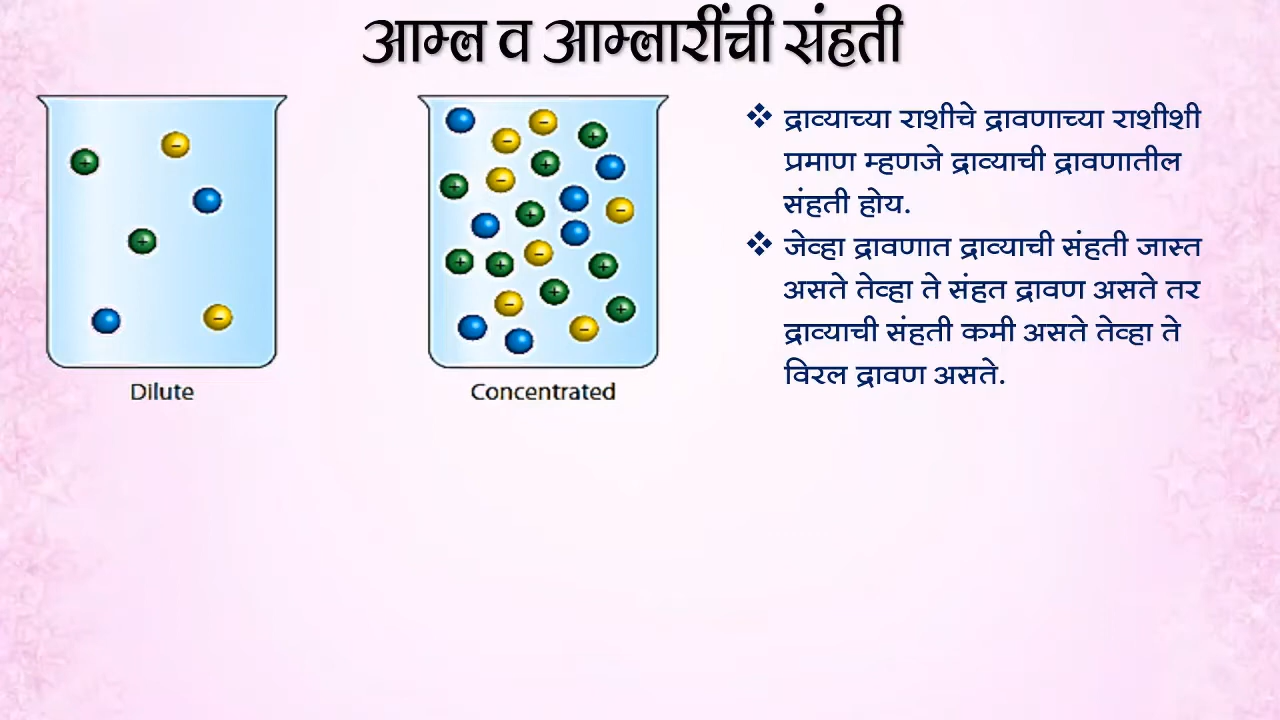 आम्ल व आम्लारींची संहती
❖ द्राव्याच्या राशीचे द्रावणाच्या राशीशी
प्रमाण म्हणजे द्राव्याची द्रावणातील
संहती होय.
❖ जेव्हा द्रावणात द्राव्याची संहती जास्त
असते तेव्हा ते संहत द्रावण असते तर
द्राव्याची संहती कमी असते तेव्हा ते
विरल द्रावण असते.
Dilute
Concentrated